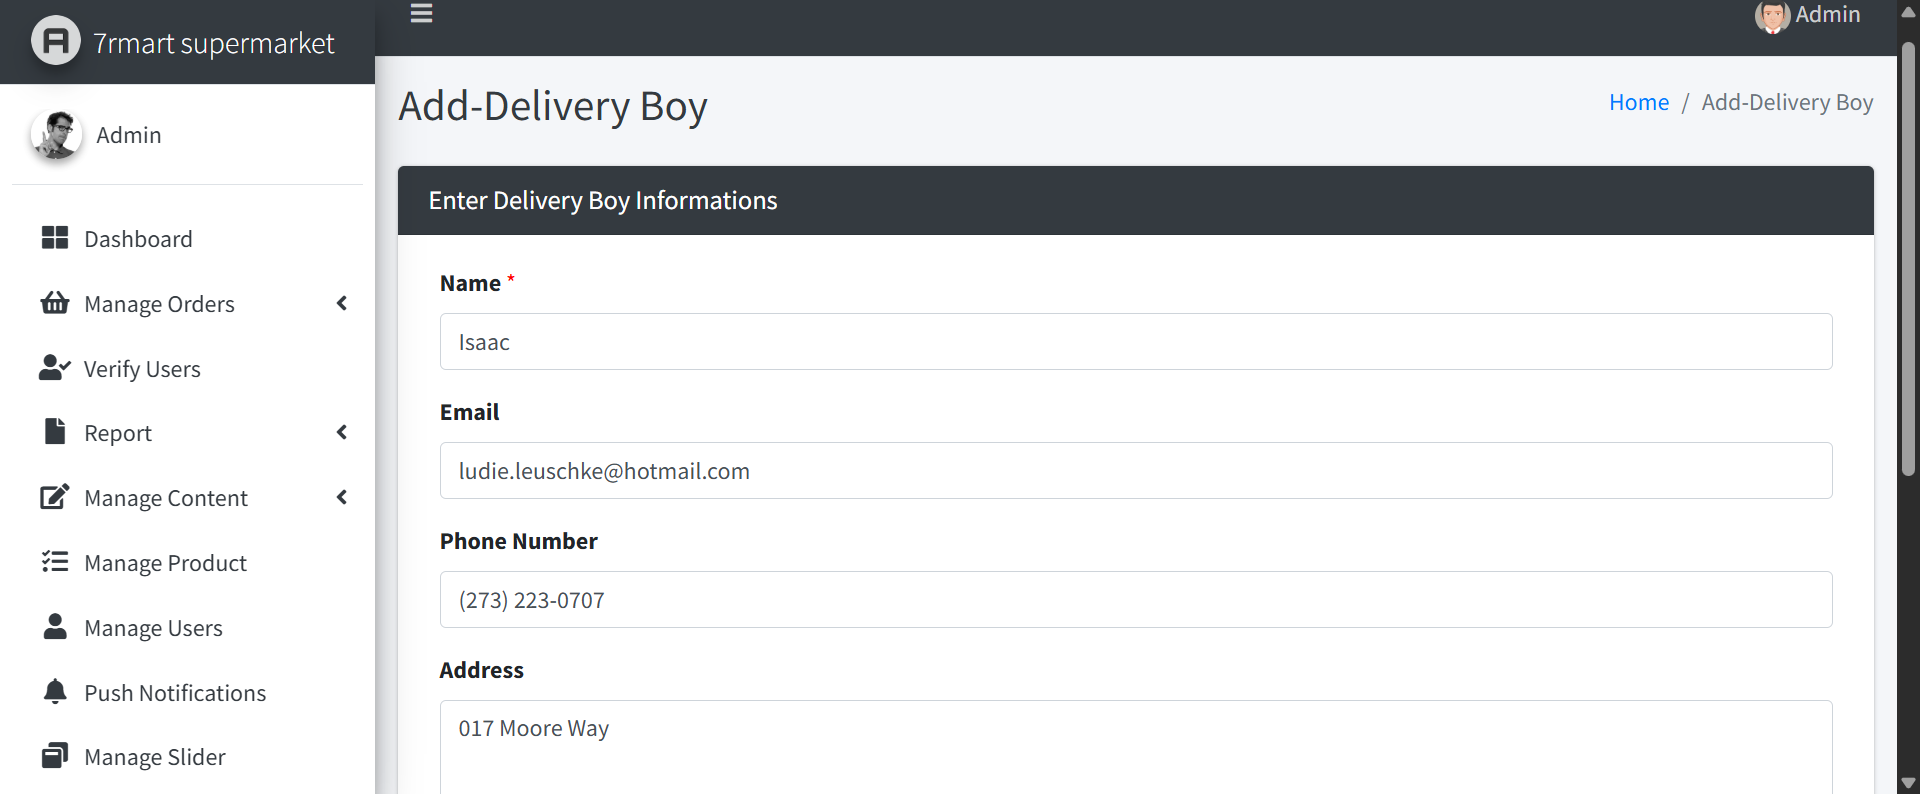 7rmart supermarket
Admin
Dashboard
Manage Orders
Verify Users
Report
Manage Content
Manage Product
Manage Users
Push Notifications
Manage Slider
Admin
Add-Delivery Boy
Home / Add-Delivery Boy
Enter Delivery Boy Informations
Name *
Isaac
Email
ludie.leuschke@hotmail.com
Phone Number
(273) 223-0707
Address
017 Moore Way